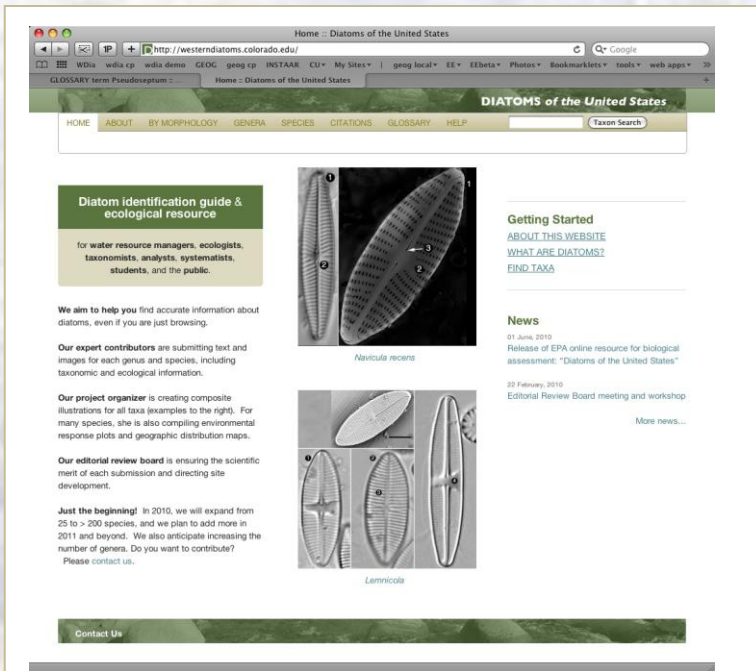 Home :: Diatoms of the United States
1P + http://westerndiatoms.colorado.edu/ Google
WDia wdia cp wdia demo GEOG geog cp INSTAAR CU▾ My Sites▾ | geog local▾ EE▾ EEbeta▾ Photos▾ Bookmarklets▾ tools▾ web apps▾ »
GLOSSARY term Pseudoseptum :: ... Home :: Diatoms of the United States +
DIATOMS of the United States
HOME ABOUT BY MORPHOLOGY GENERA SPECIES CITATIONS GLOSSARY HELP Taxon Search
Diatom identification guide &
ecological resource
for water resource managers, ecologists,
taxonomists, analysts, systematists,
students, and the public.
We aim to help you find accurate information about
diatoms, even if you are just browsing.
Our expert contributors are submitting text and
images for each genus and species, including
taxonomic and ecological information.
Our project organizer is creating composite
illustrations for all taxa (examples to the right). For
many species, she is also compiling environmental
response plots and geographic distribution maps.
Our editorial review board is ensuring the scientific
merit of each submission and directing site
development.
Just the beginning! In 2010, we will expand from
25 to > 200 species, and we plan to add more in
2011 and beyond. We also anticipate increasing the
number of genera. Do you want to contribute?
Please contact us.
1 1
3
2 2
Navicula recens
1 2
3 4
Lemnicola
Getting Started
ABOUT THIS WEBSITE
WHAT ARE DIATOMS?
FIND TAXA
News
01 June, 2010
Release of EPA online resource for biological
assessment: "Diatoms of the United States"
22 February, 2010
Editorial Review Board meeting and workshop
More news...
Contact Us